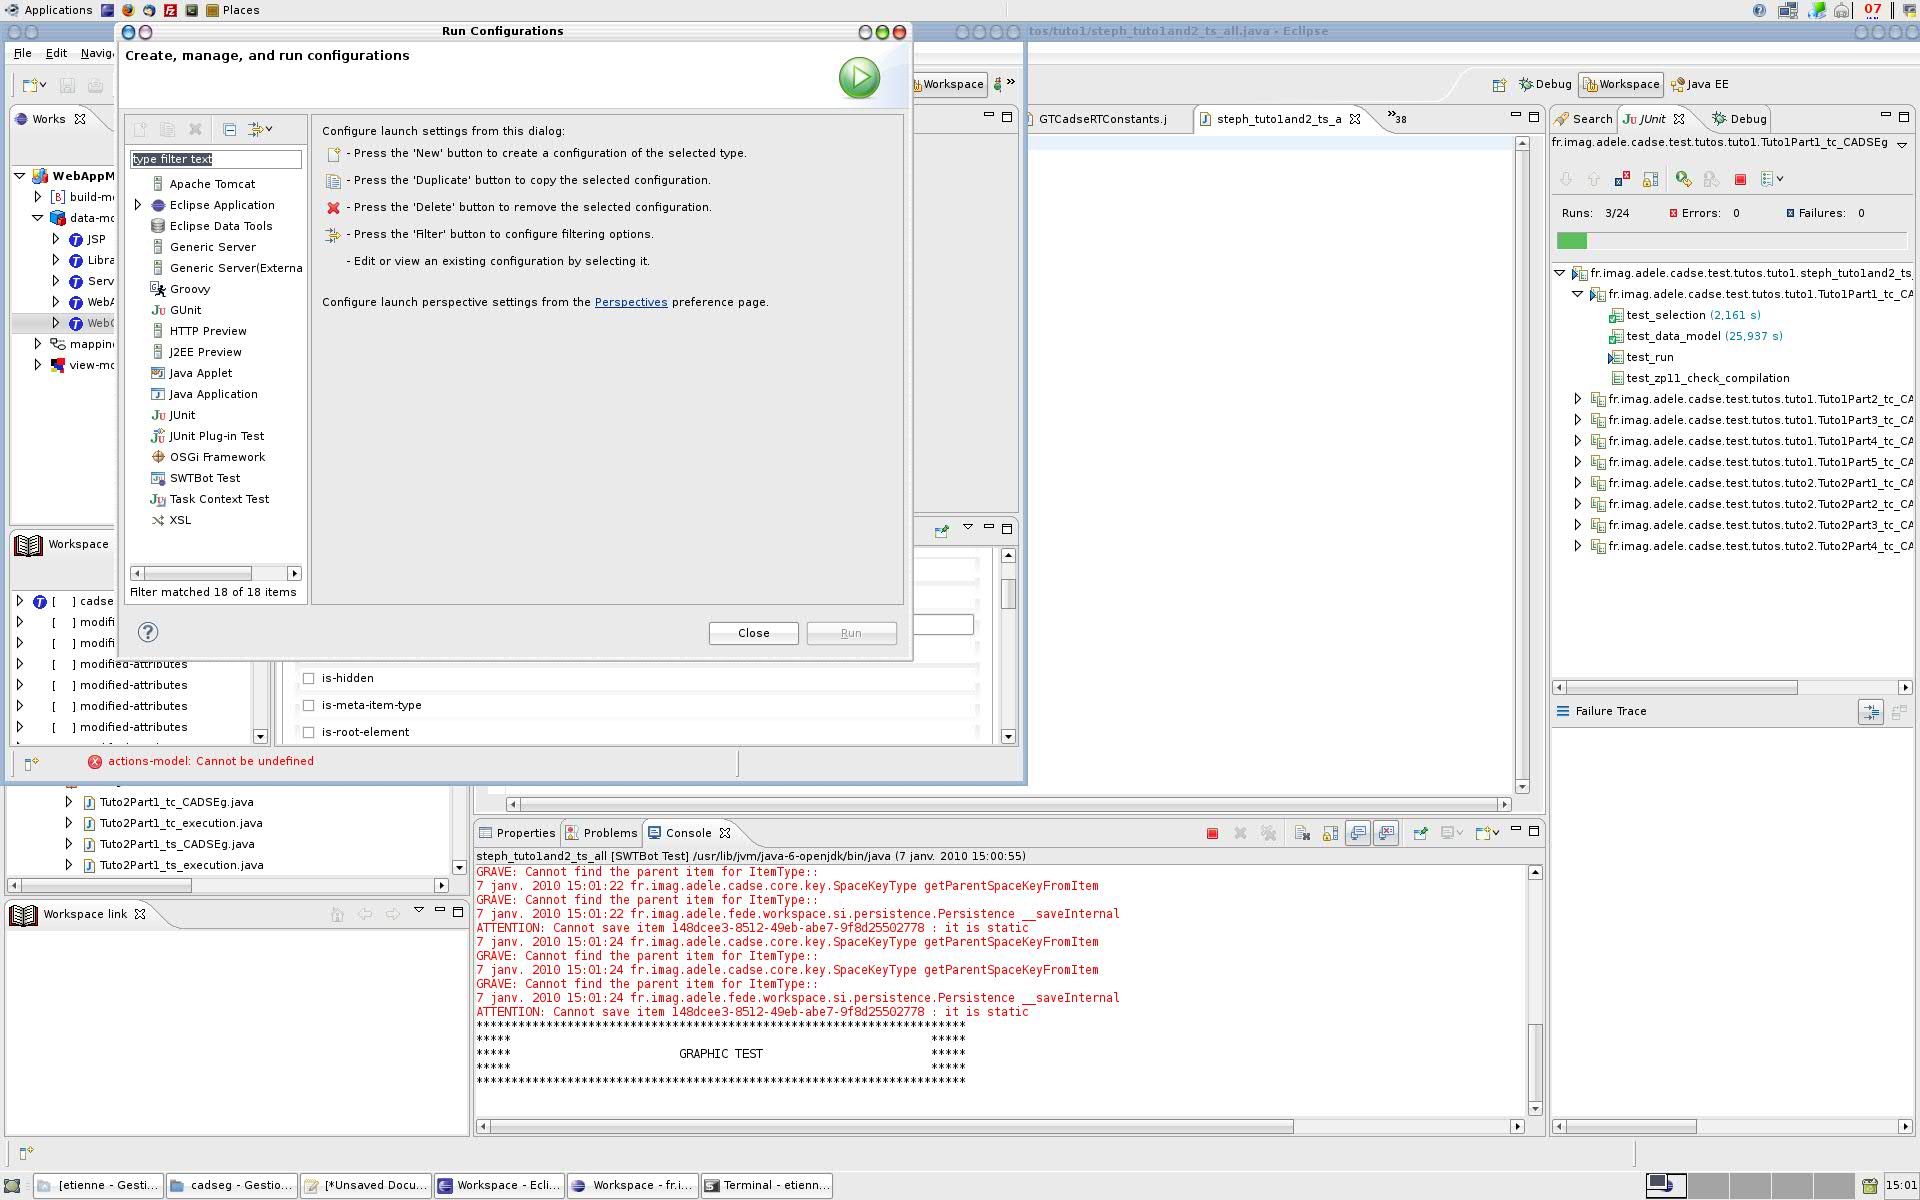 Applications Places
07
Run Configurations
tos/tuto1/steph_tuto1and2_ts_all.java - Eclipse
File Edit Navig
Create, manage, and run configurations
Workspace
Debug Workspace Java EE
Works
type filter text
Apache Tomcat
Eclipse Application
Eclipse Data Tools
Generic Server
Generic Server(Externa
Groovy
GUnit
HTTP Preview
J2EE Preview
Java Applet
Java Application
JUnit
JUnit Plug-in Test
OSGi Framework
SWTBot Test
Task Context Test
XSL
Filter matched 18 of 18 items
Configure launch settings from this dialog:
- Press the 'New' button to create a configuration of the selected type.
- Press the 'Duplicate' button to copy the selected configuration.
- Press the 'Delete' button to remove the selected configuration.
- Press the 'Filter' button to configure filtering options.
- Edit or view an existing configuration by selecting it.
Configure launch perspective settings from the Perspectives preference page.
Close Run
WebAppM
build-m
data-mo
JSP
Libra
Serv
WebA
WebC
mappin
view-mo
Workspace
[ ] cadse
[ ] modifi
[ ] modifi
[ ] modified-attributes
[ ] modified-attributes
[ ] modified-attributes
[ ] modified-attributes
is-hidden
is-meta-item-type
is-root-element
actions-model: Cannot be undefined
GTCadseRTConstants.j steph_tuto1and2_ts_a »38
Search JUnit Debug
fr.imag.adele.cadse.test.tutos.tuto1.Tuto1Part1_tc_CADSEg
Runs: 3/24 Errors: 0 Failures: 0
fr.imag.adele.cadse.test.tutos.tuto1.steph_tuto1and2_ts_
fr.imag.adele.cadse.test.tutos.tuto1.Tuto1Part1_tc_CA
test_selection (2,161 s)
test_data_model (25,937 s)
test_run
test_zp11_check_compilation
fr.imag.adele.cadse.test.tutos.tuto1.Tuto1Part2_tc_CA
fr.imag.adele.cadse.test.tutos.tuto1.Tuto1Part3_tc_CA
fr.imag.adele.cadse.test.tutos.tuto1.Tuto1Part4_tc_CA
fr.imag.adele.cadse.test.tutos.tuto1.Tuto1Part5_tc_CA
fr.imag.adele.cadse.test.tutos.tuto2.Tuto2Part1_tc_CA
fr.imag.adele.cadse.test.tutos.tuto2.Tuto2Part2_tc_CA
fr.imag.adele.cadse.test.tutos.tuto2.Tuto2Part3_tc_CA
fr.imag.adele.cadse.test.tutos.tuto2.Tuto2Part4_tc_CA
Failure Trace
Tuto2Part1_tc_CADSEg.java
Tuto2Part1_tc_execution.java
Tuto2Part1_ts_CADSEg.java
Tuto2Part1_ts_execution.java
Workspace link
Properties Problems Console
steph_tuto1and2_ts_all [SWTBot Test] /usr/lib/jvm/java-6-openjdk/bin/java (7 janv. 2010 15:00:55)
GRAVE: Cannot find the parent item for ItemType::
7 janv. 2010 15:01:22 fr.imag.adele.cadse.core.key.SpaceKeyType getParentSpaceKeyFromItem
GRAVE: Cannot find the parent item for ItemType::
7 janv. 2010 15:01:22 fr.imag.adele.fede.workspace.si.persistence.Persistence __saveInternal
ATTENTION: Cannot save item 148dcee3-8512-49eb-abe7-9f8d25502778 : it is static
7 janv. 2010 15:01:24 fr.imag.adele.cadse.core.key.SpaceKeyType getParentSpaceKeyFromItem
GRAVE: Cannot find the parent item for ItemType::
7 janv. 2010 15:01:24 fr.imag.adele.cadse.core.key.SpaceKeyType getParentSpaceKeyFromItem
GRAVE: Cannot find the parent item for ItemType::
7 janv. 2010 15:01:24 fr.imag.adele.fede.workspace.si.persistence.Persistence __saveInternal
ATTENTION: Cannot save item 148dcee3-8512-49eb-abe7-9f8d25502778 : it is static
**********************************************************************
***** *****
***** GRAPHIC TEST *****
***** *****
**********************************************************************
[etienne - Gesti... cadseg - Gestio... [*Unsaved Docu... Workspace - Ecli... Workspace - fr.i... Terminal - etienn... 15:01